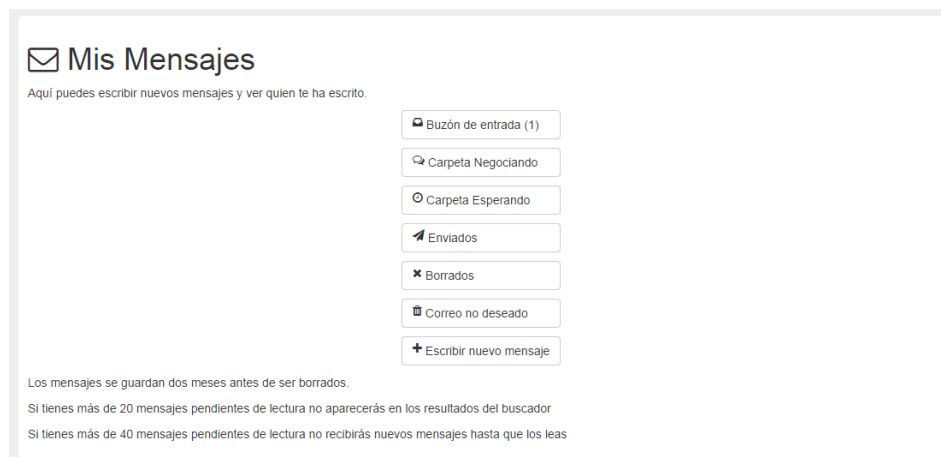 Mis Mensajes
Aquí puedes escribir nuevos mensajes y ver quien te ha escrito.
Buzón de entrada (1)
Carpeta Negociando
Carpeta Esperando
Enviados
Borrados
Correo no deseado
Escribir nuevo mensaje
Los mensajes se guardan dos meses antes de ser borrados.
Si tienes más de 20 mensajes pendientes de lectura no aparecerás en los resultados del buscador
Si tienes más de 40 mensajes pendientes de lectura no recibirás nuevos mensajes hasta que los leas